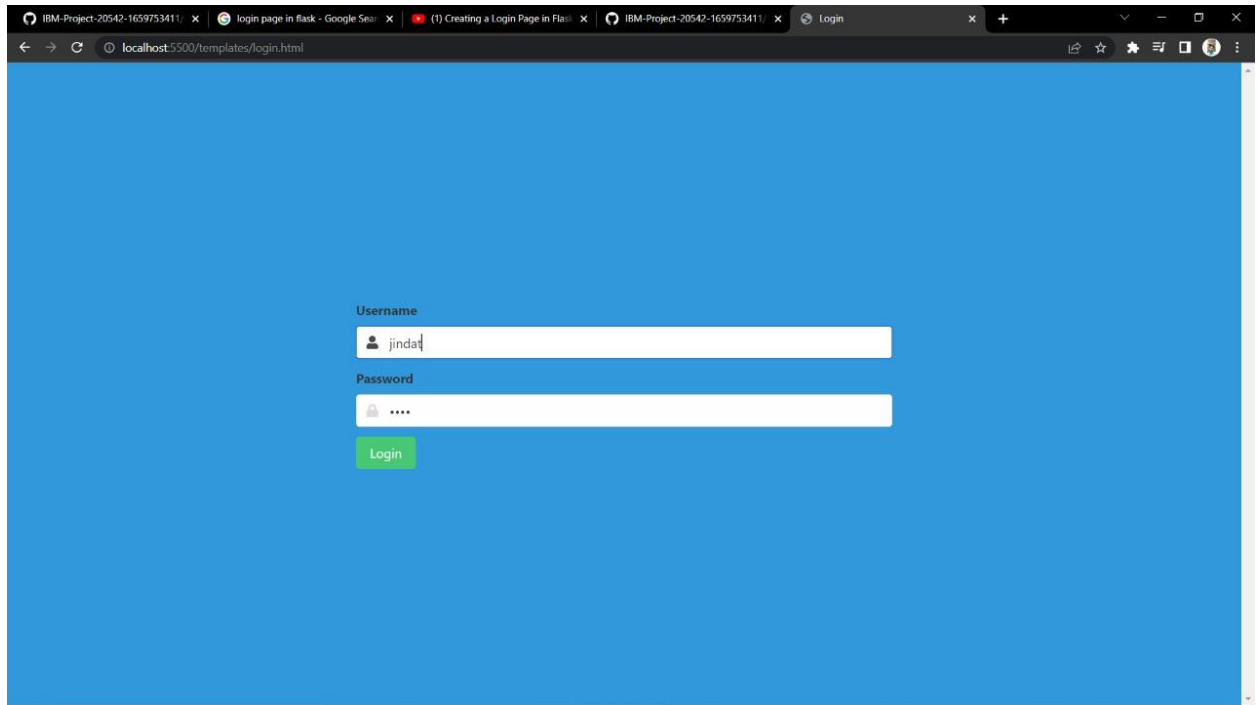 IBM-Project-20542-1659753411/
login page in flask - Google Sear
(1) Creating a Login Page in Flas
IBM-Project-20542-1659753411/
Login
localhost:5500/templates/login.html
Username
jindat
Password
••••
Login